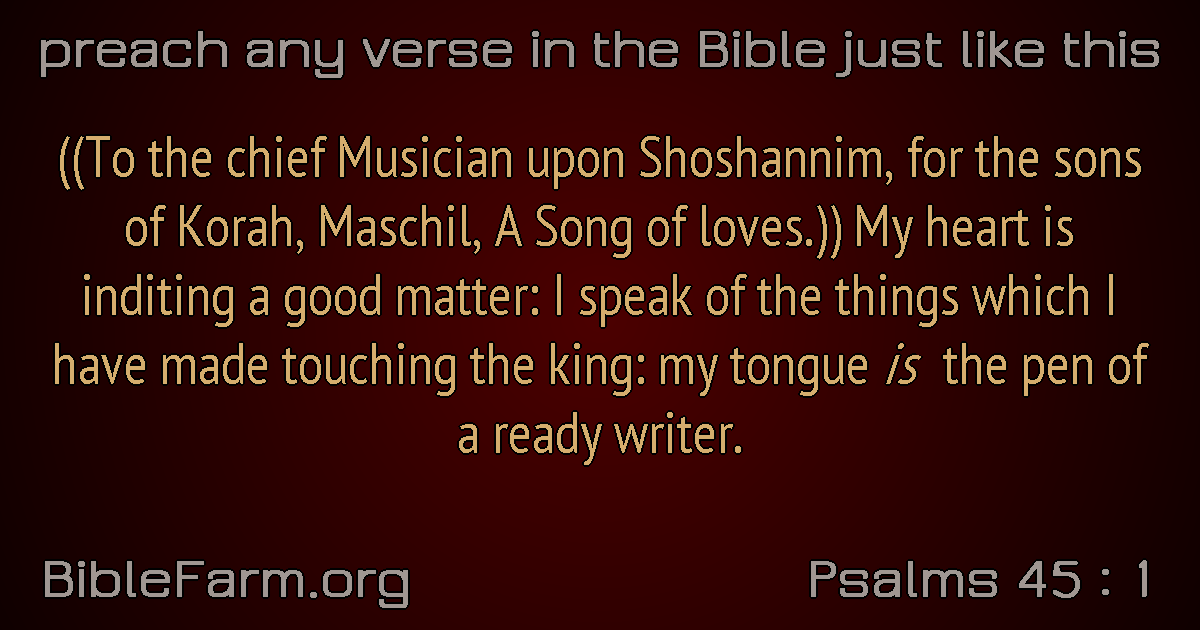 preach any verse in the Bible just like this
((To the chief Musician upon Shoshannim, for the sons
of Korah, Maschil, A Song of loves.)) My heart is
inditing a good matter: I speak of the things which I
have made touching the king: my tongue is the pen of
a ready writer.
BibleFarm.org
Psalms 45 : 1